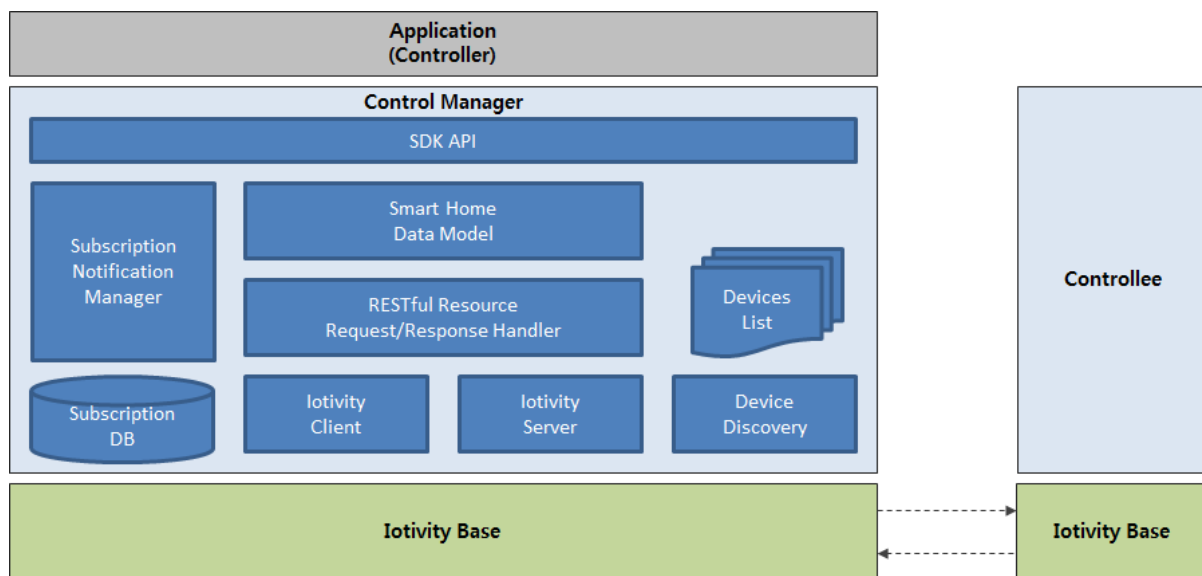 Application
(Controller)
Control Manager
SDK API
Subscription
Notification
Manager
Smart Home
Data Model
RESTful Resource
Request/Response Handler
Devices
List
Subscription
DB
Iotivity
Client
Iotivity
Server
Device
Discovery
Controllee
Iotivity Base
Iotivity Base